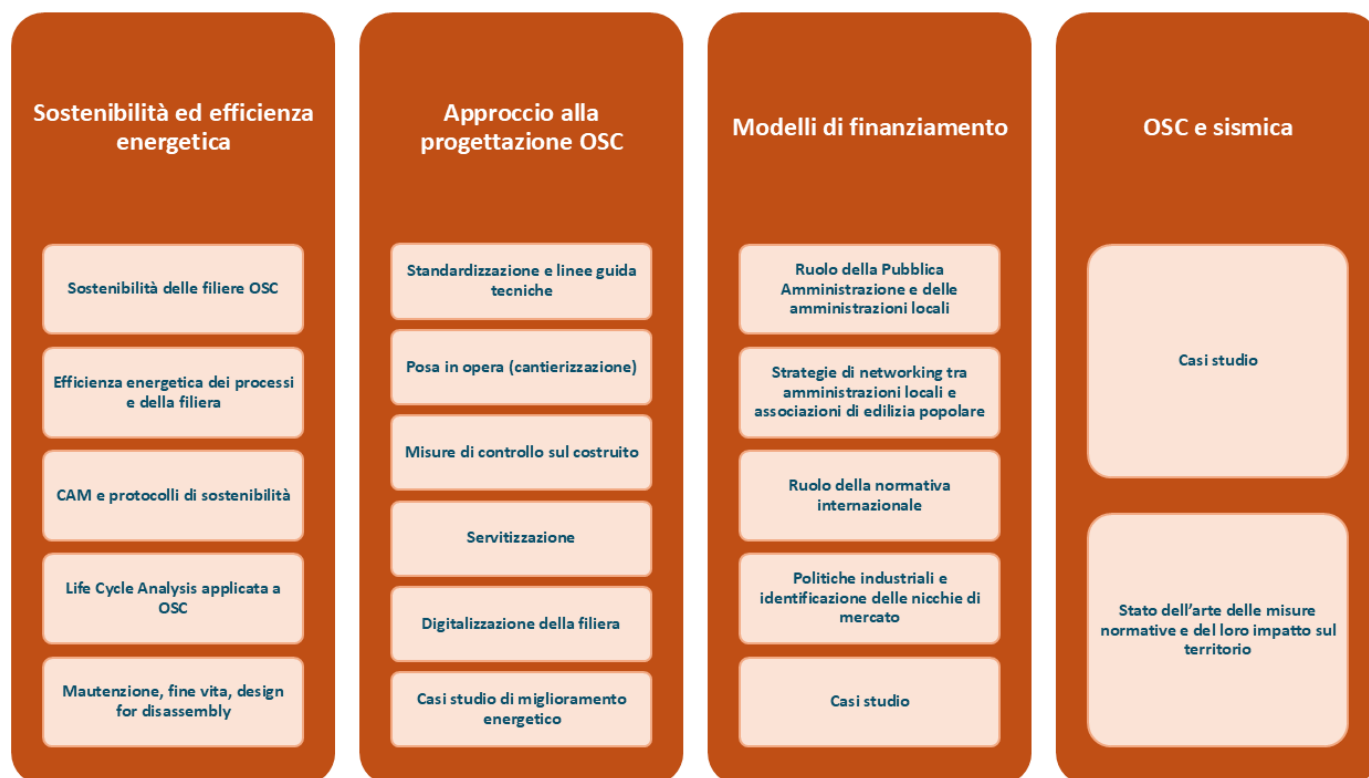 Sostenibilità ed efficienza
energetica
Sostenibilità delle filiere OSC
Efficienza energetica dei processi
e della filiera
CAM e protocolli di sostenibilità
Life Cycle Analysis applicata a
OSC
Mautenzione, fine vita, design
for disassembly
Approccio alla
progettazione OSC
Standardizzazione e linee guida
tecniche
Posa in opera (cantierizzazione)
Misure di controllo sul costruito
Servitizzazione
Digitalizzazione della filiera
Casi studio di miglioramento
energetico
Modelli di finanziamento
Ruolo della Pubblica
Amministrazione e delle
amministrazioni locali
Strategie di networking tra
amministrazioni locali e
associazioni di edilizia popolare
Ruolo della normativa
internazionale
Politiche industriali e
identificazione delle nicchie di
mercato
Casi studio
OSC e sismica
Casi studio
Stato dell’arte delle misure
normative e del loro impatto sul
territorio